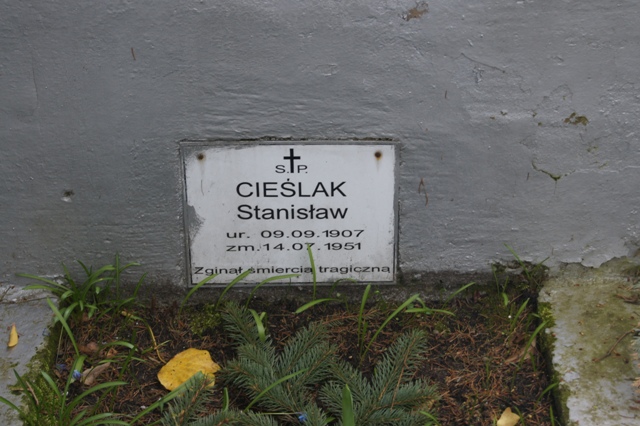 Ś.P.
CIEŚLAK
Stanisław
ur. 09.09.1907
zm. 14.07.1951
Zginął śmiercią tragiczną